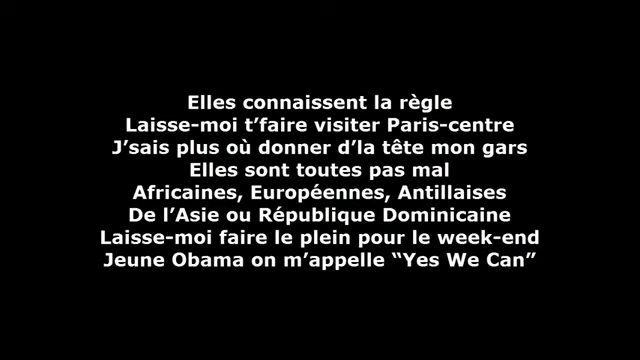 Elles connaissent la règle
Laisse-moi t’faire visiter Paris-centre
J’sais plus où donner d’la tête mon gars
Elles sont toutes pas mal
Africaines, Européennes, Antillaises
De l’Asie ou République Dominicaine
Laisse-moi faire le plein pour le week-end
Jeune Obama on m’appelle “Yes We Can”